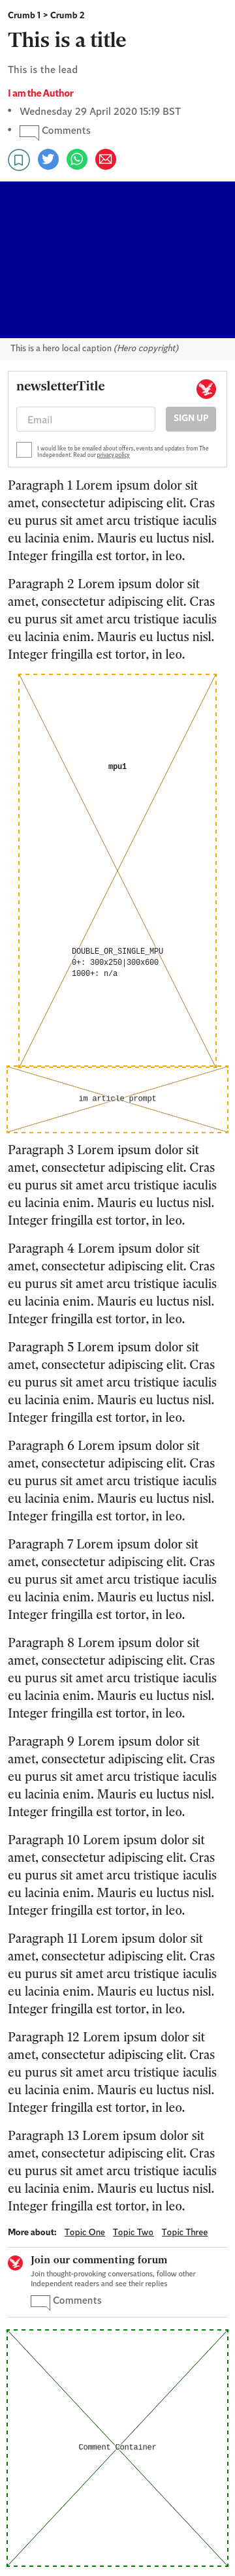 Crumb 1 > Crumb 2
This is a title
This is the lead
I am the Author
Wednesday 29 April 2020 15:19 BST
Comments
This is a hero local caption (Hero copyright)
newsletterTitle
Email
SIGN UP
I would like to be emailed about offers, events and updates from The
Independent. Read our privacy policy
Paragraph 1 Lorem ipsum dolor sit
amet, consectetur adipiscing elit. Cras
eu purus sit amet arcu tristique iaculis
eu lacinia enim. Mauris eu luctus nisl.
Integer fringilla est tortor, in leo.
Paragraph 2 Lorem ipsum dolor sit
amet, consectetur adipiscing elit. Cras
eu purus sit amet arcu tristique iaculis
eu lacinia enim. Mauris eu luctus nisl.
Integer fringilla est tortor, in leo.
mpu1
DOUBLE_OR_SINGLE_MPU
0+: 300x250|300x600
1000+: n/a
im article prompt
Paragraph 3 Lorem ipsum dolor sit
amet, consectetur adipiscing elit. Cras
eu purus sit amet arcu tristique iaculis
eu lacinia enim. Mauris eu luctus nisl.
Integer fringilla est tortor, in leo.
Paragraph 4 Lorem ipsum dolor sit
amet, consectetur adipiscing elit. Cras
eu purus sit amet arcu tristique iaculis
eu lacinia enim. Mauris eu luctus nisl.
Integer fringilla est tortor, in leo.
Paragraph 5 Lorem ipsum dolor sit
amet, consectetur adipiscing elit. Cras
eu purus sit amet arcu tristique iaculis
eu lacinia enim. Mauris eu luctus nisl.
Integer fringilla est tortor, in leo.
Paragraph 6 Lorem ipsum dolor sit
amet, consectetur adipiscing elit. Cras
eu purus sit amet arcu tristique iaculis
eu lacinia enim. Mauris eu luctus nisl.
Integer fringilla est tortor, in leo.
Paragraph 7 Lorem ipsum dolor sit
amet, consectetur adipiscing elit. Cras
eu purus sit amet arcu tristique iaculis
eu lacinia enim. Mauris eu luctus nisl.
Integer fringilla est tortor, in leo.
Paragraph 8 Lorem ipsum dolor sit
amet, consectetur adipiscing elit. Cras
eu purus sit amet arcu tristique iaculis
eu lacinia enim. Mauris eu luctus nisl.
Integer fringilla est tortor, in leo.
Paragraph 9 Lorem ipsum dolor sit
amet, consectetur adipiscing elit. Cras
eu purus sit amet arcu tristique iaculis
eu lacinia enim. Mauris eu luctus nisl.
Integer fringilla est tortor, in leo.
Paragraph 10 Lorem ipsum dolor sit
amet, consectetur adipiscing elit. Cras
eu purus sit amet arcu tristique iaculis
eu lacinia enim. Mauris eu luctus nisl.
Integer fringilla est tortor, in leo.
Paragraph 11 Lorem ipsum dolor sit
amet, consectetur adipiscing elit. Cras
eu purus sit amet arcu tristique iaculis
eu lacinia enim. Mauris eu luctus nisl.
Integer fringilla est tortor, in leo.
Paragraph 12 Lorem ipsum dolor sit
amet, consectetur adipiscing elit. Cras
eu purus sit amet arcu tristique iaculis
eu lacinia enim. Mauris eu luctus nisl.
Integer fringilla est tortor, in leo.
Paragraph 13 Lorem ipsum dolor sit
amet, consectetur adipiscing elit. Cras
eu purus sit amet arcu tristique iaculis
eu lacinia enim. Mauris eu luctus nisl.
Integer fringilla est tortor, in leo.
More about: Topic One Topic Two Topic Three
Join our commenting forum
Join thought-provoking conversations, follow other
Independent readers and see their replies
Comments
Comment Container